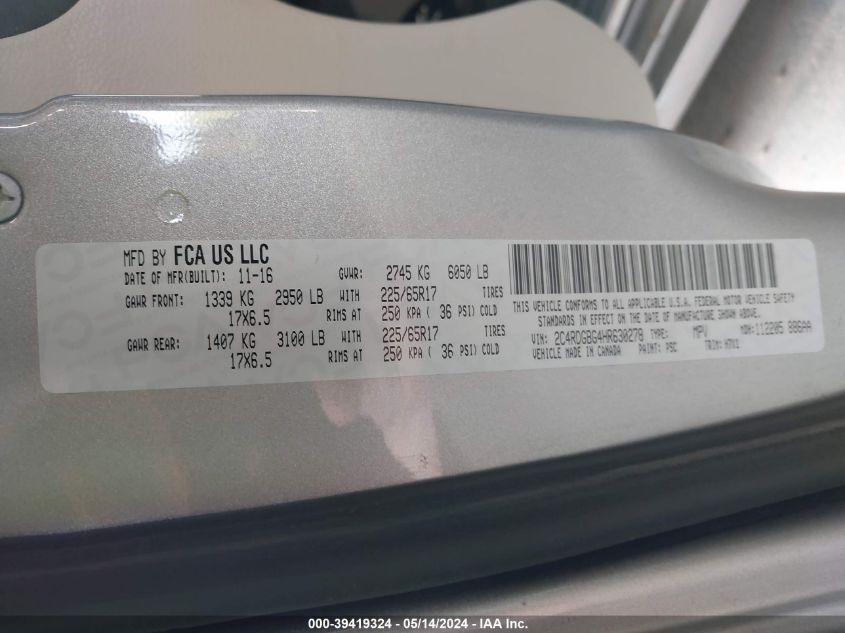 MFD BY FCA US LLC
DATE OF MFR(BUILT): 11-16 GVWR: 2745 KG 6050 LB
GAWR FRONT: 1339 KG 2950 LB WITH 225/65R17 TIRES
17X6.5 RIMS AT 250 KPA ( 36 PSI) COLD
GAWR REAR: 1407 KG 3100 LB WITH 225/65R17 TIRES
17X6.5 RIMS AT 250 KPA ( 36 PSI) COLD
THIS VEHICLE CONFORMS TO ALL APPLICABLE U.S.A. FEDERAL MOTOR VEHICLE SAFETY
STANDARDS IN EFFECT ON THE DATE OF MANUFACTURE SHOWN ABOVE.
VIN: 2C4RDGBG4HR630278 TYPE: MPV MDH: 112205 886AA
VEHICLE MADE IN CANADA PAINT: PSC TRIM:
000-39419324 - 05/14/2024 - IAA Inc.